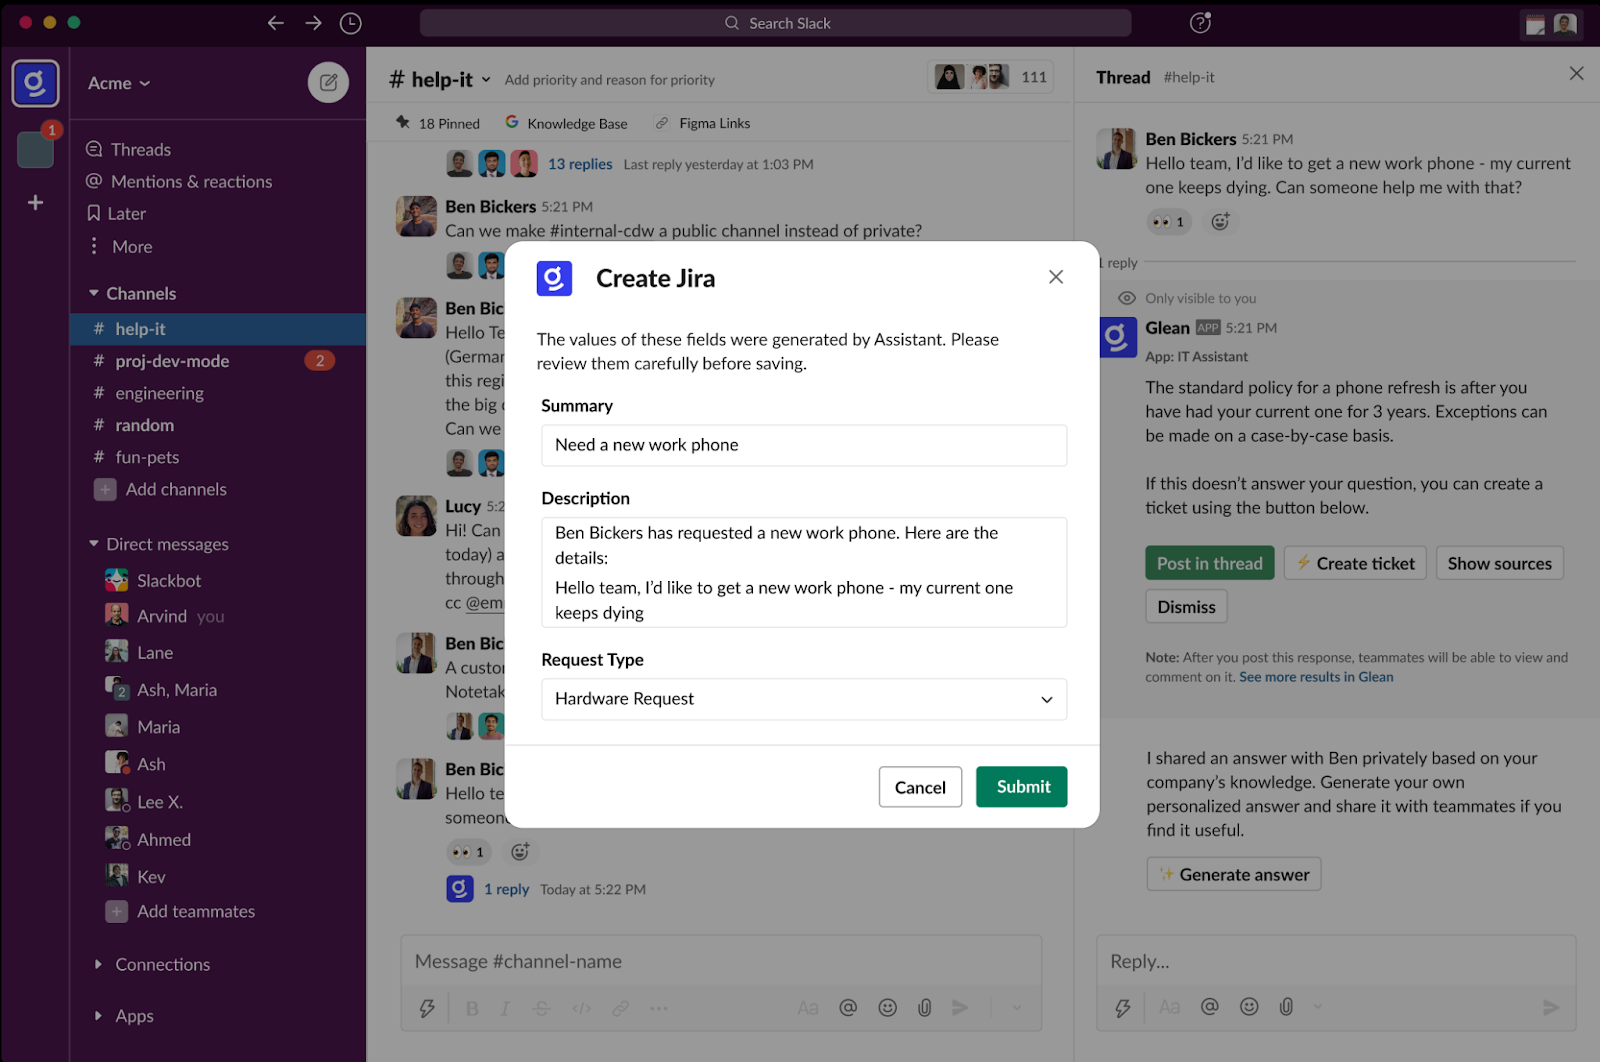 Search Slack
Acme
1
Threads
Mentions & reactions
Later
More
Channels
# help-it
# proj-dev-mode 2
# engineering
# random
# fun-pets
Add channels
Direct messages
Slackbot
Arvind you
Lane
2 Ash, Maria
Maria
Ash
Lee X.
Ahmed
Kev
Add teammates
Connections
Apps
# help-it Add priority and reason for priority 111
18 Pinned Knowledge Base Figma Links
13 replies Last reply yesterday at 1:03 PM
Ben Bickers 5:21 PM
Can we make #internal-cdw a public channel instead of private?
Ben Bic
Hello Te
(German
this regi
the big
Can we
Lucy 5:2
Hi! Can
today) a
through
cc @em
Ben Bic
A custo
Notetak
Ben Bic
Hello te
someon
1
1 reply Today at 5:22 PM
Message #channel-name
B I S </> Aa @
Create Jira
The values of these fields were generated by Assistant. Please
review them carefully before saving.
Summary
Need a new work phone
Description
Ben Bickers has requested a new work phone. Here are the
details:
Hello team, I’d like to get a new work phone - my current one
keeps dying
Request Type
Hardware Request
Cancel Submit
Thread #help-it
Ben Bickers 5:21 PM
Hello team, I’d like to get a new work phone - my current
one keeps dying. Can someone help me with that?
1
1 reply
Only visible to you
Glean APP 5:21 PM
App: IT Assistant
The standard policy for a phone refresh is after you
have had your current one for 3 years. Exceptions can
be made on a case-by-case basis.
If this doesn’t answer your question, you can create a
ticket using the button below.
Post in thread Create ticket Show sources
Dismiss
Note: After you post this response, teammates will be able to view and
comment on it. See more results in Glean
I shared an answer with Ben privately based on your
company’s knowledge. Generate your own
personalized answer and share it with teammates if you
find it useful.
Generate answer
Reply...
Aa @